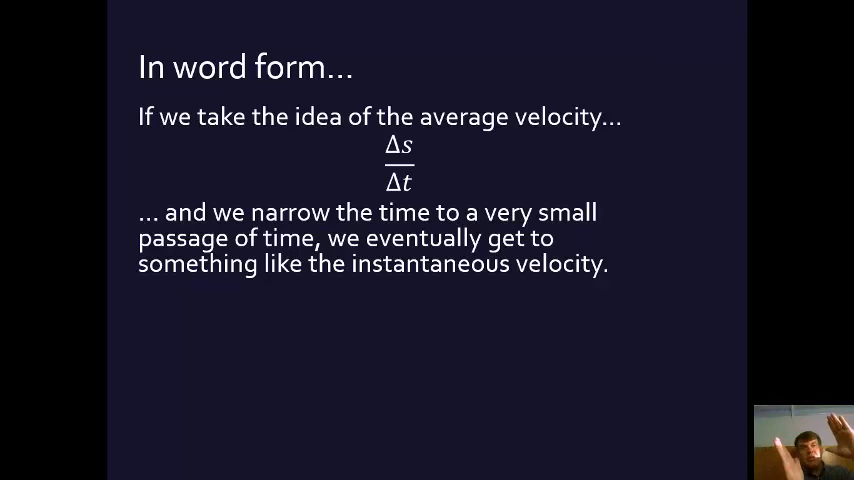 In word form...
If we take the idea of the average velocity...
Δs
Δt
... and we narrow the time to a very small
passage of time, we eventually get to
something like the instantaneous velocity.